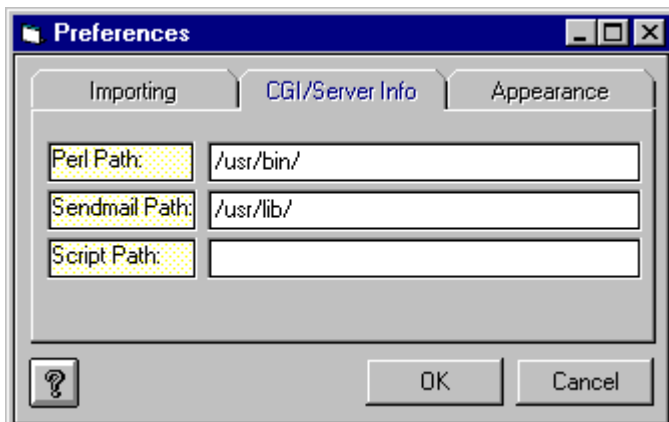 Preferences
Importing CGI/Server Info Appearance
Perl Path: /usr/bin/
Sendmail Path: /usr/lib/
Script Path:
? OK Cancel